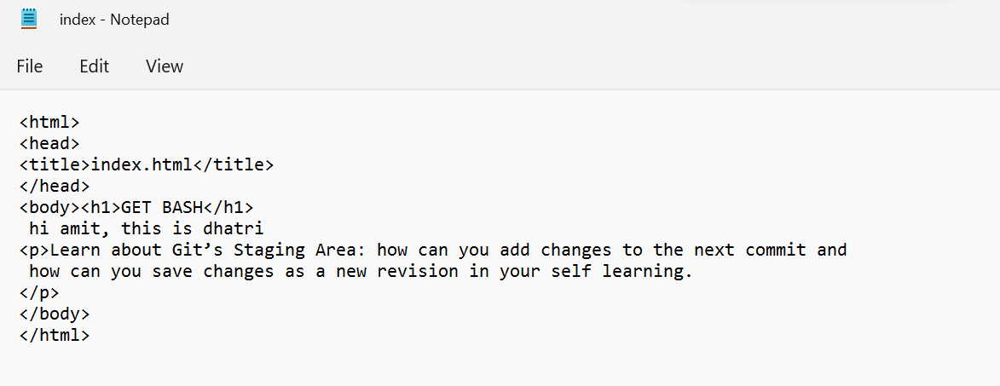 index - Notepad
File Edit View
<html>
<head>
<title>index.html</title>
</head>
<body><h1>GET BASH</h1>
 hi amit, this is dhatri
<p>Learn about Git’s Staging Area: how can you add changes to the next commit and
 how can you save changes as a new revision in your self learning.
</p>
</body>
</html>